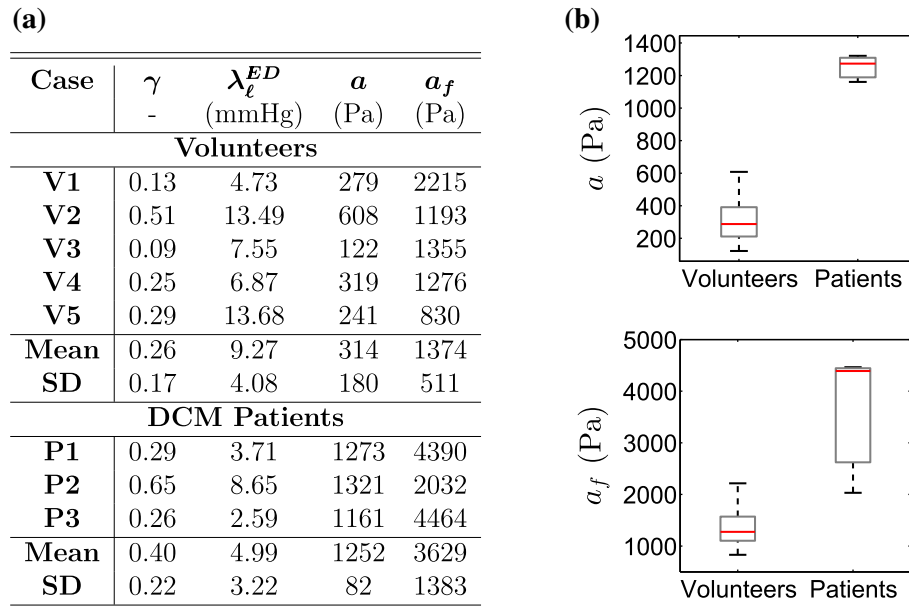 (a)
Case γ λ_ℓ^ED a a_f
- (mmHg) (Pa) (Pa)
Volunteers
V1 0.13 4.73 279 2215
V2 0.51 13.49 608 1193
V3 0.09 7.55 122 1355
V4 0.25 6.87 319 1276
V5 0.29 13.68 241 830
Mean 0.26 9.27 314 1374
SD 0.17 4.08 180 511
DCM Patients
P1 0.29 3.71 1273 4390
P2 0.65 8.65 1321 2032
P3 0.26 2.59 1161 4464
Mean 0.40 4.99 1252 3629
SD 0.22 3.22 82 1383
(b)
a (Pa)
1400
1200
1000
800
600
400
200
Volunteers Patients
a_f (Pa)
5000
4000
3000
2000
1000
Volunteers Patients